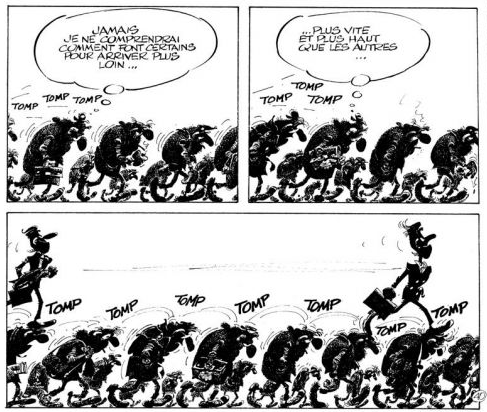 JAMAIS
JE NE COMPRENDRAI
COMMENT FONT CERTAINS
POUR ARRIVER PLUS
LOIN...
TOMP TOMP TOMP
...PLUS VITE
ET PLUS HAUT
QUE LES AUTRES
...
TOMP TOMP TOMP
TOMP TOMP TOMP TOMP TOMP TOMP TOMP